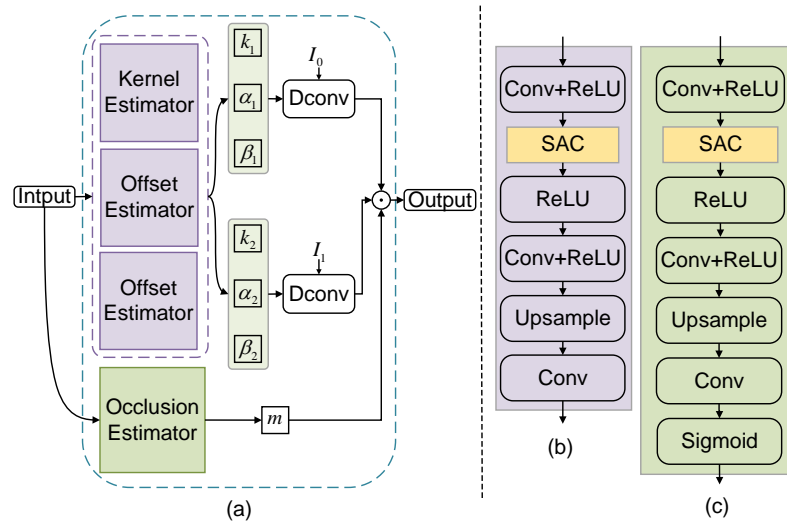 Kernel
Estimator
Offset
Estimator
Offset
Estimator
Occlusion
Estimator
Intput
k₁
α₁
β₁
k₂
α₂
β₂
I₀
Dconv
I₁
Dconv
m
Output
(a)
Conv+ReLU
SAC
ReLU
Conv+ReLU
Upsample
Conv
(b)
Conv+ReLU
SAC
ReLU
Conv+ReLU
Upsample
Conv
Sigmoid
(c)